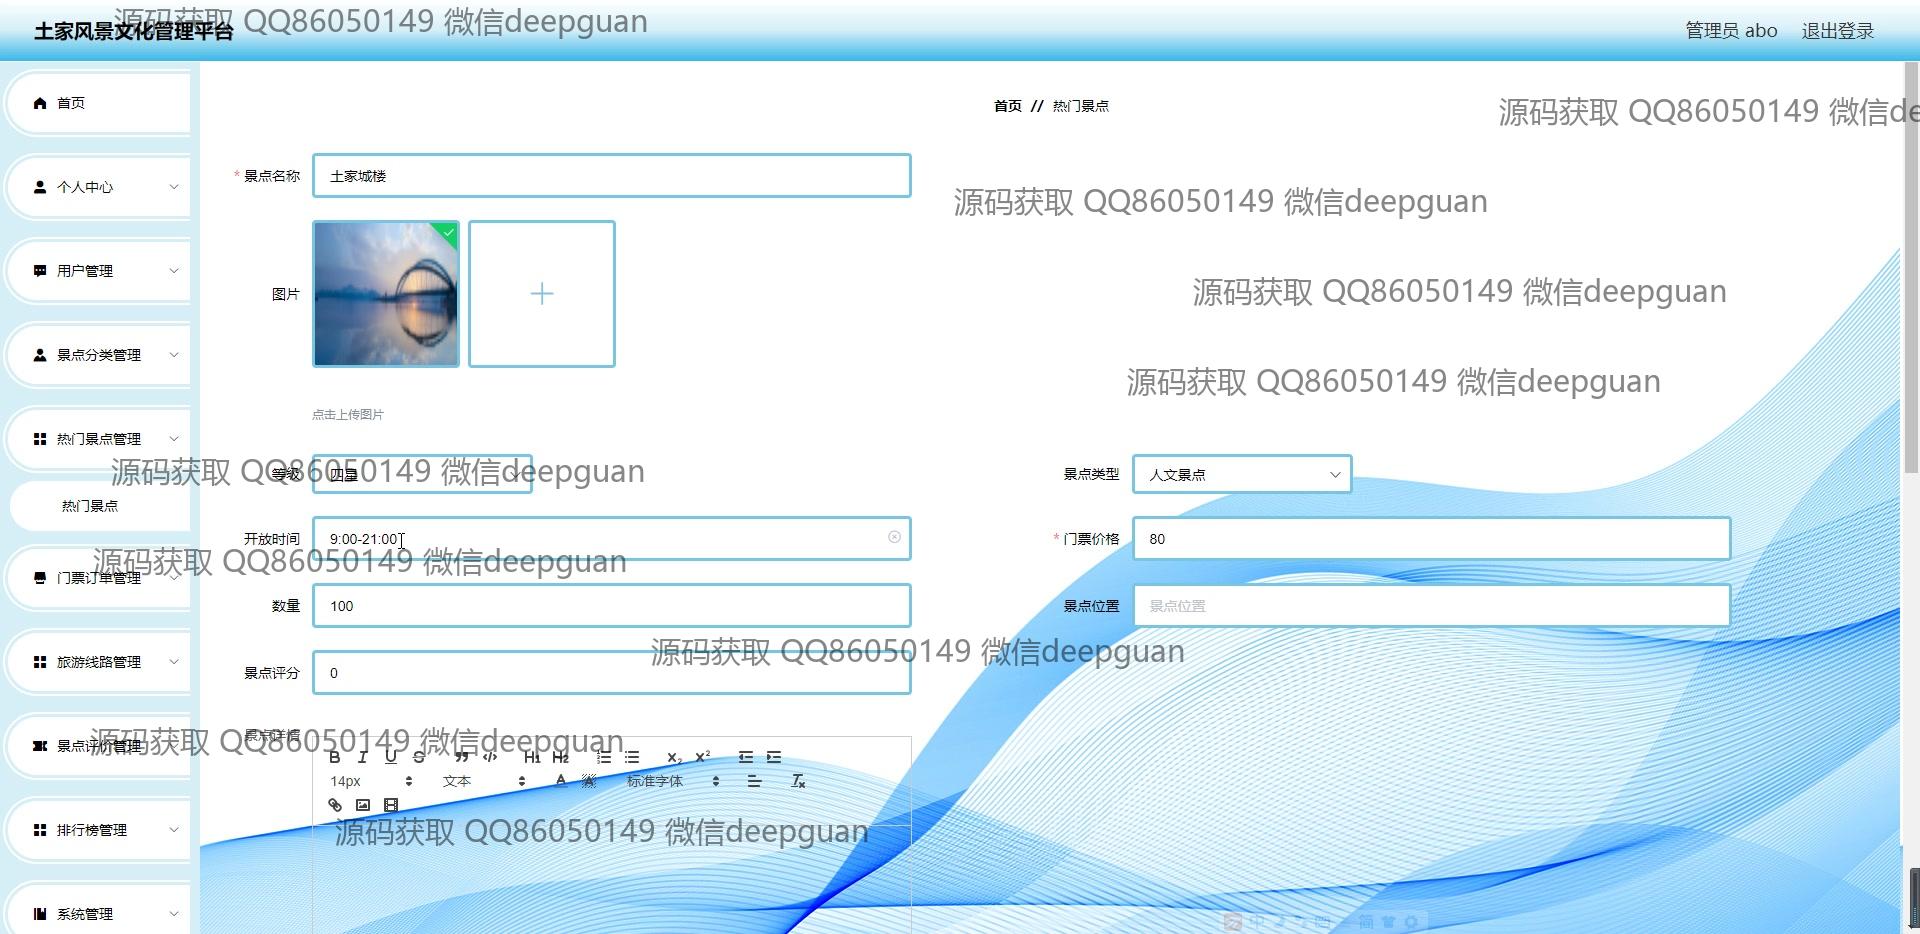 土家风景文化管理平台
源码获取 QQ86050149 微信deepguan
管理员 abo 退出登录
首页
个人中心
用户管理
景点分类管理
热门景点管理
热门景点
门票订单管理
旅游线路管理
景点评价管理
排行榜管理
系统管理
首页 // 热门景点
源码获取 QQ86050149 微信de
* 景点名称 土家城楼
源码获取 QQ86050149 微信deepguan
图片
源码获取 QQ86050149 微信deepguan
源码获取 QQ86050149 微信deepguan
点击上传图片
等级 四星
景点类型 人文景点
源码获取 QQ86050149 微信deepguan
开放时间 9:00-21:00
* 门票价格 80
源码获取 QQ86050149 微信deepguan
数量 100
景点位置 景点位置
源码获取 QQ86050149 微信deepguan
景点评分 0
景点详情
源码获取 QQ86050149 微信deepguan
B I U S ” </> H1 H2 X₂ X²
14px 文本 A 标准字体 Tx
源码获取 QQ86050149 微信deepguan
中 简